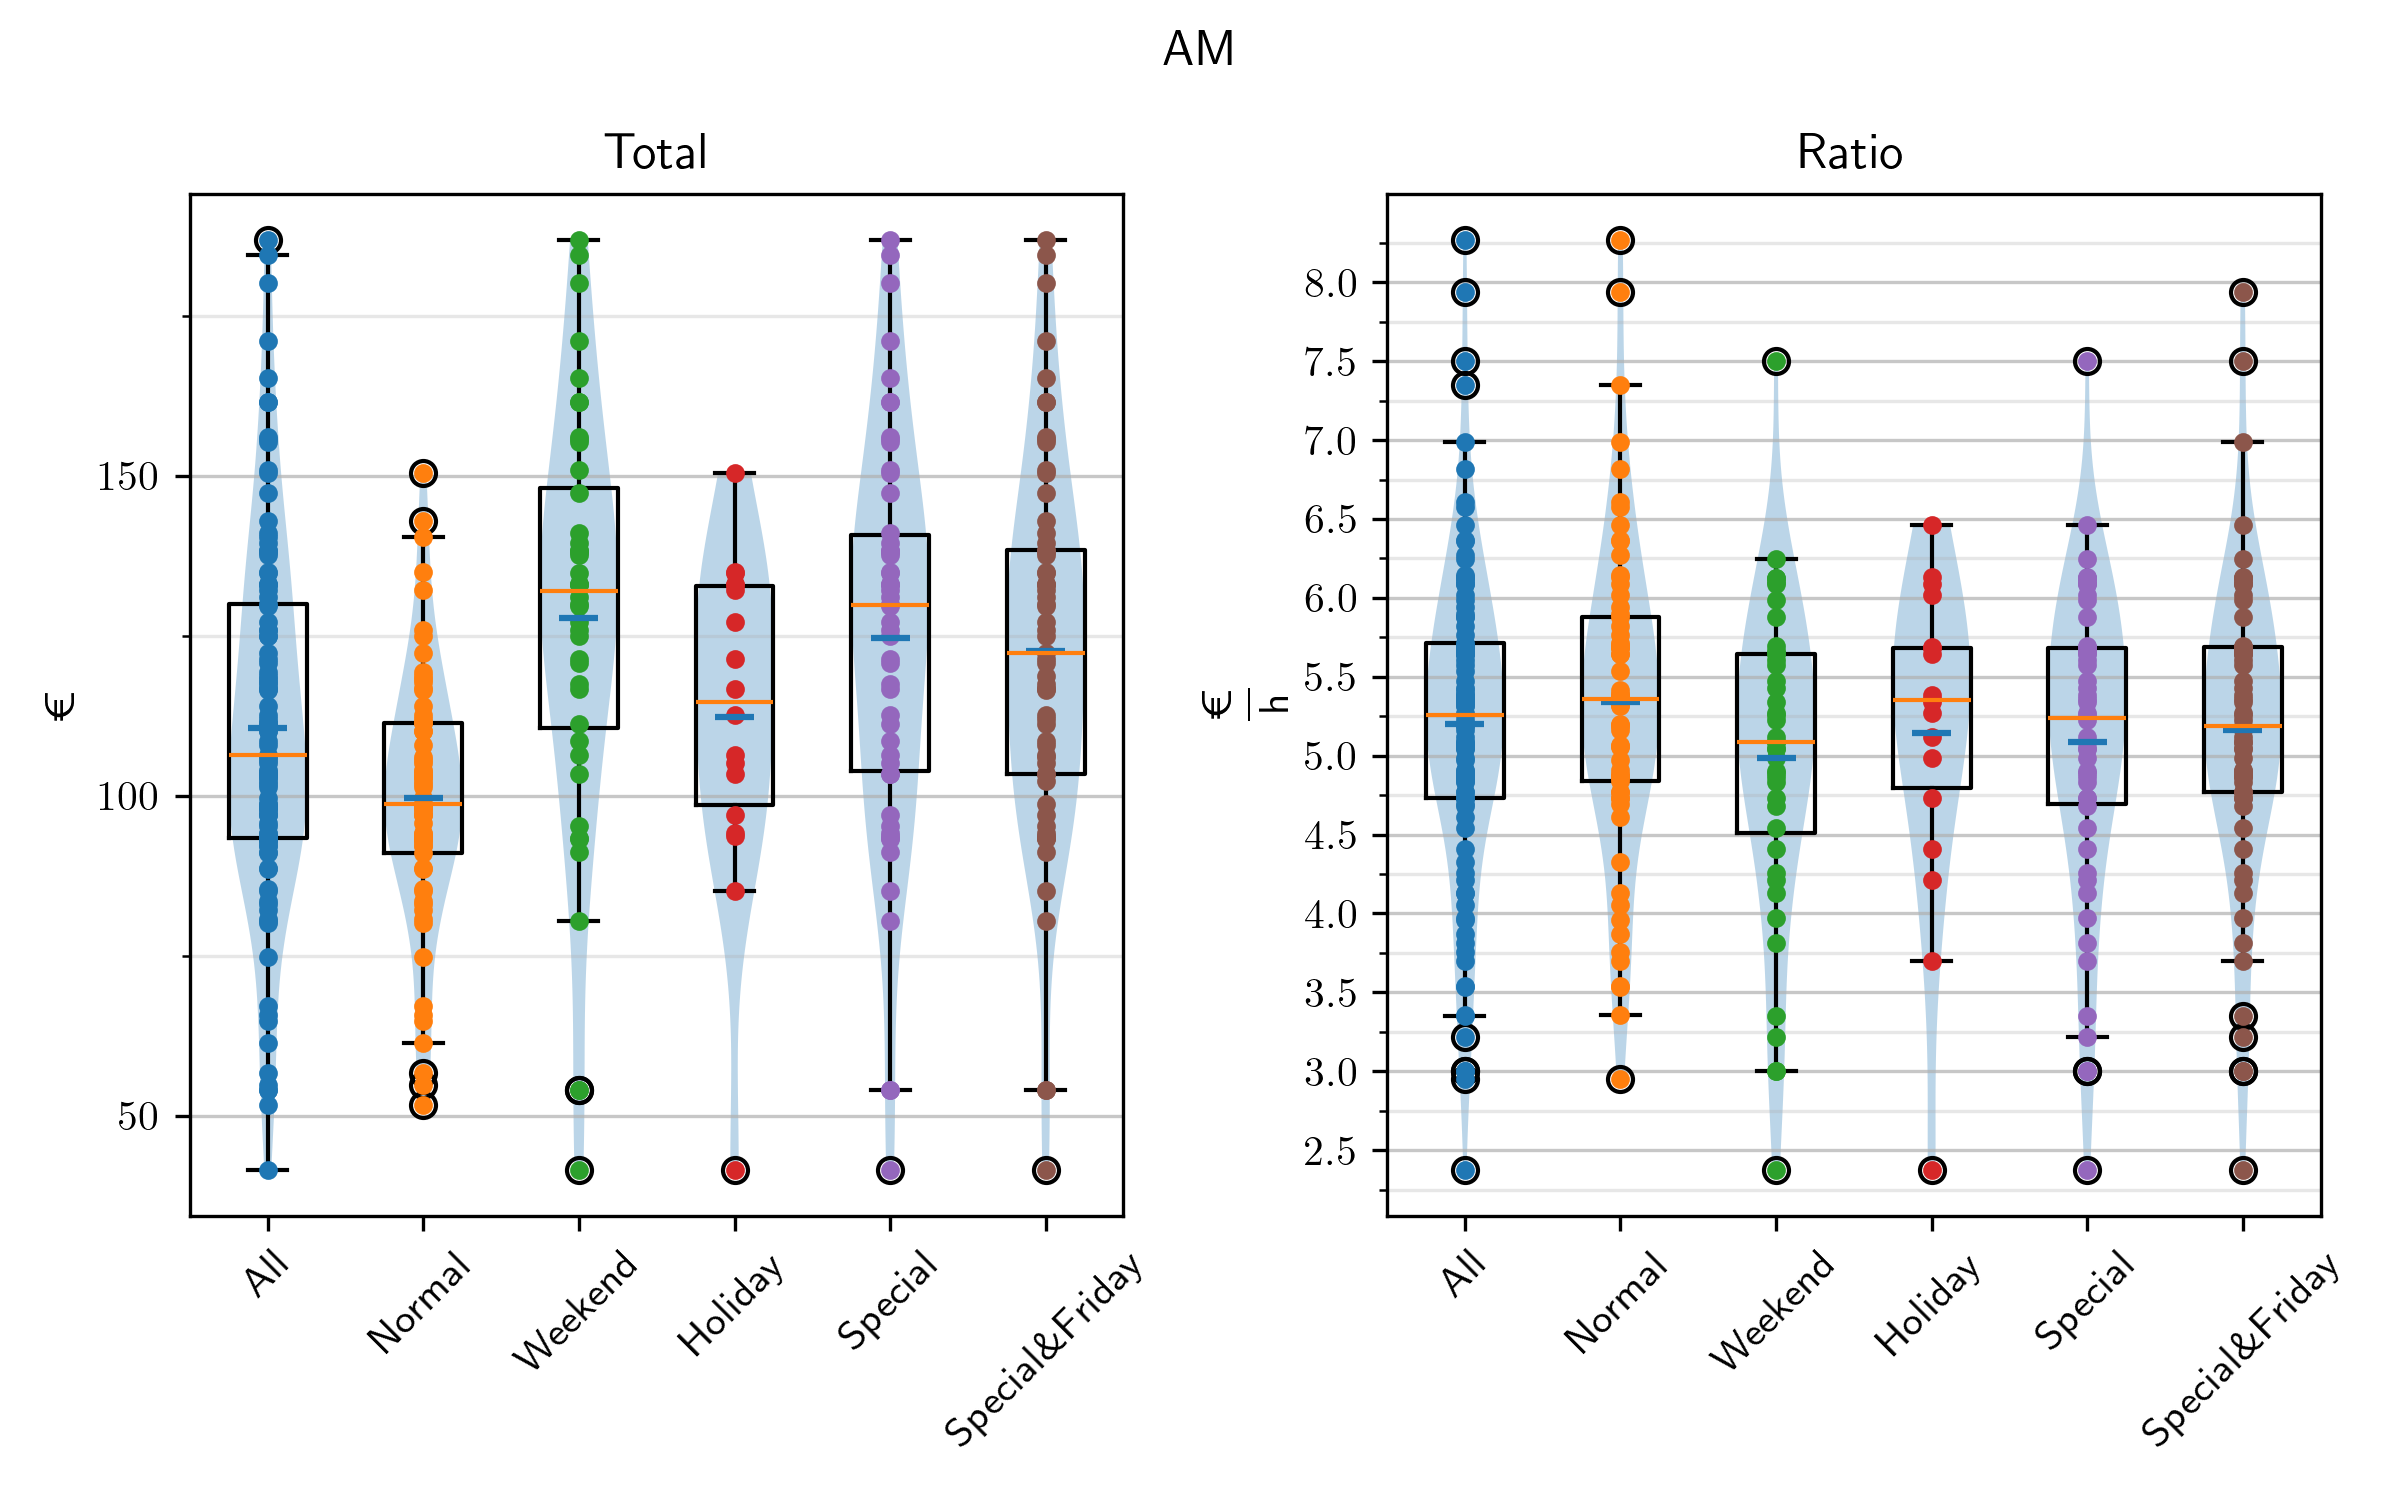 AM
Total
€
150
100
50
All
Normal
Weekend
Holiday
Special
Special&Friday
Ratio
€
h
8.0
7.5
7.0
6.5
6.0
5.5
5.0
4.5
4.0
3.5
3.0
2.5
All
Normal
Weekend
Holiday
Special
Special&Friday